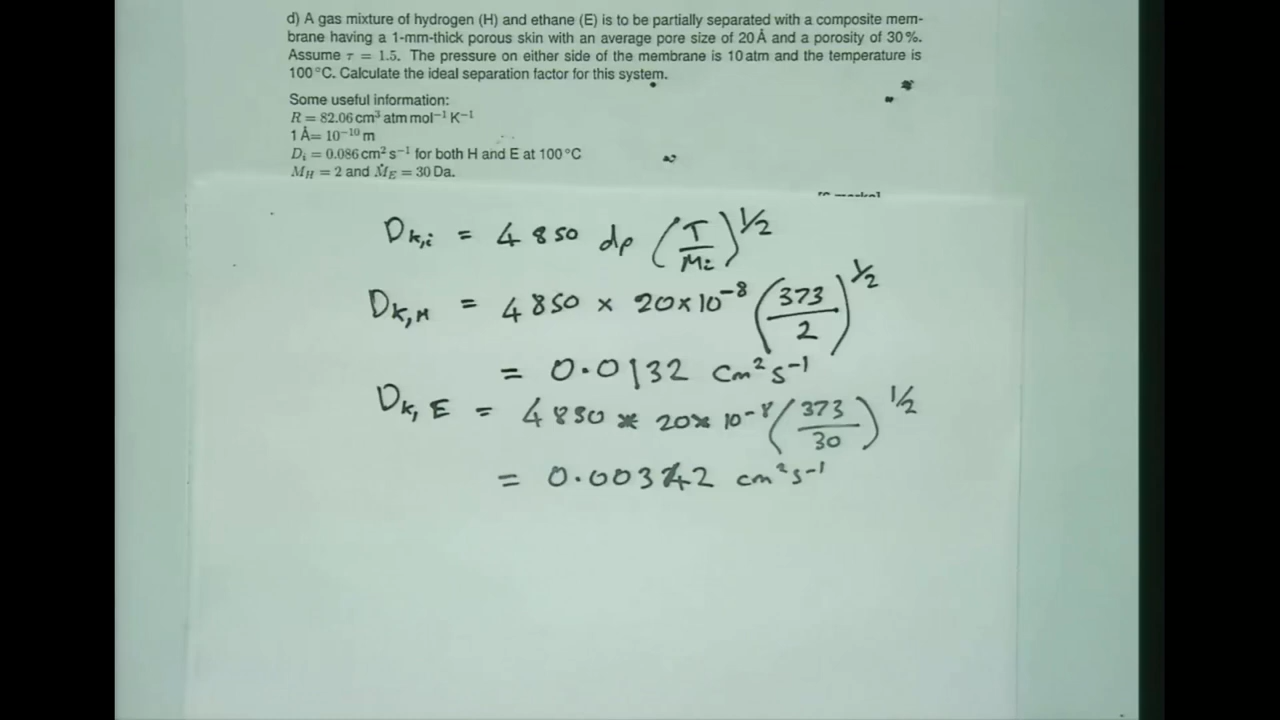 d) A gas mixture of hydrogen (H) and ethane (E) is to be partially separated with a composite mem-
brane having a 1-mm-thick porous skin with an average pore size of 20 Å and a porosity of 30%.
Assume τ = 1.5. The pressure on either side of the membrane is 10 atm and the temperature is
100 °C. Calculate the ideal separation factor for this system.
Some useful information:
R = 82.06 cm³ atm mol⁻¹ K⁻¹
1 Å= 10⁻¹⁰ m
Dᵢ = 0.086 cm² s⁻¹ for both H and E at 100 °C
M_H = 2 and M_E = 30 Da.
D_k,i = 4850 dp (T/Mi)^1/2
D_k,H = 4850 × 20×10⁻⁸ (373/2)^1/2
= 0.0132 cm² s⁻¹
D_k,E = 4850 × 20× 10⁻⁸ (373/30)^1/2
= 0.00342 cm² s⁻¹